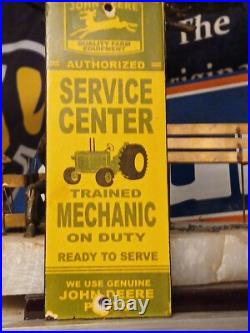 The
JOHN DEERE
QUALITY FARM
EQUIPMENT
riginal
AUTHORIZED
SERVICE
CENTER
TRAINED
MECHANIC
ON DUTY
READY TO SERVE
WE USE GENUINE
JOHN DEERE